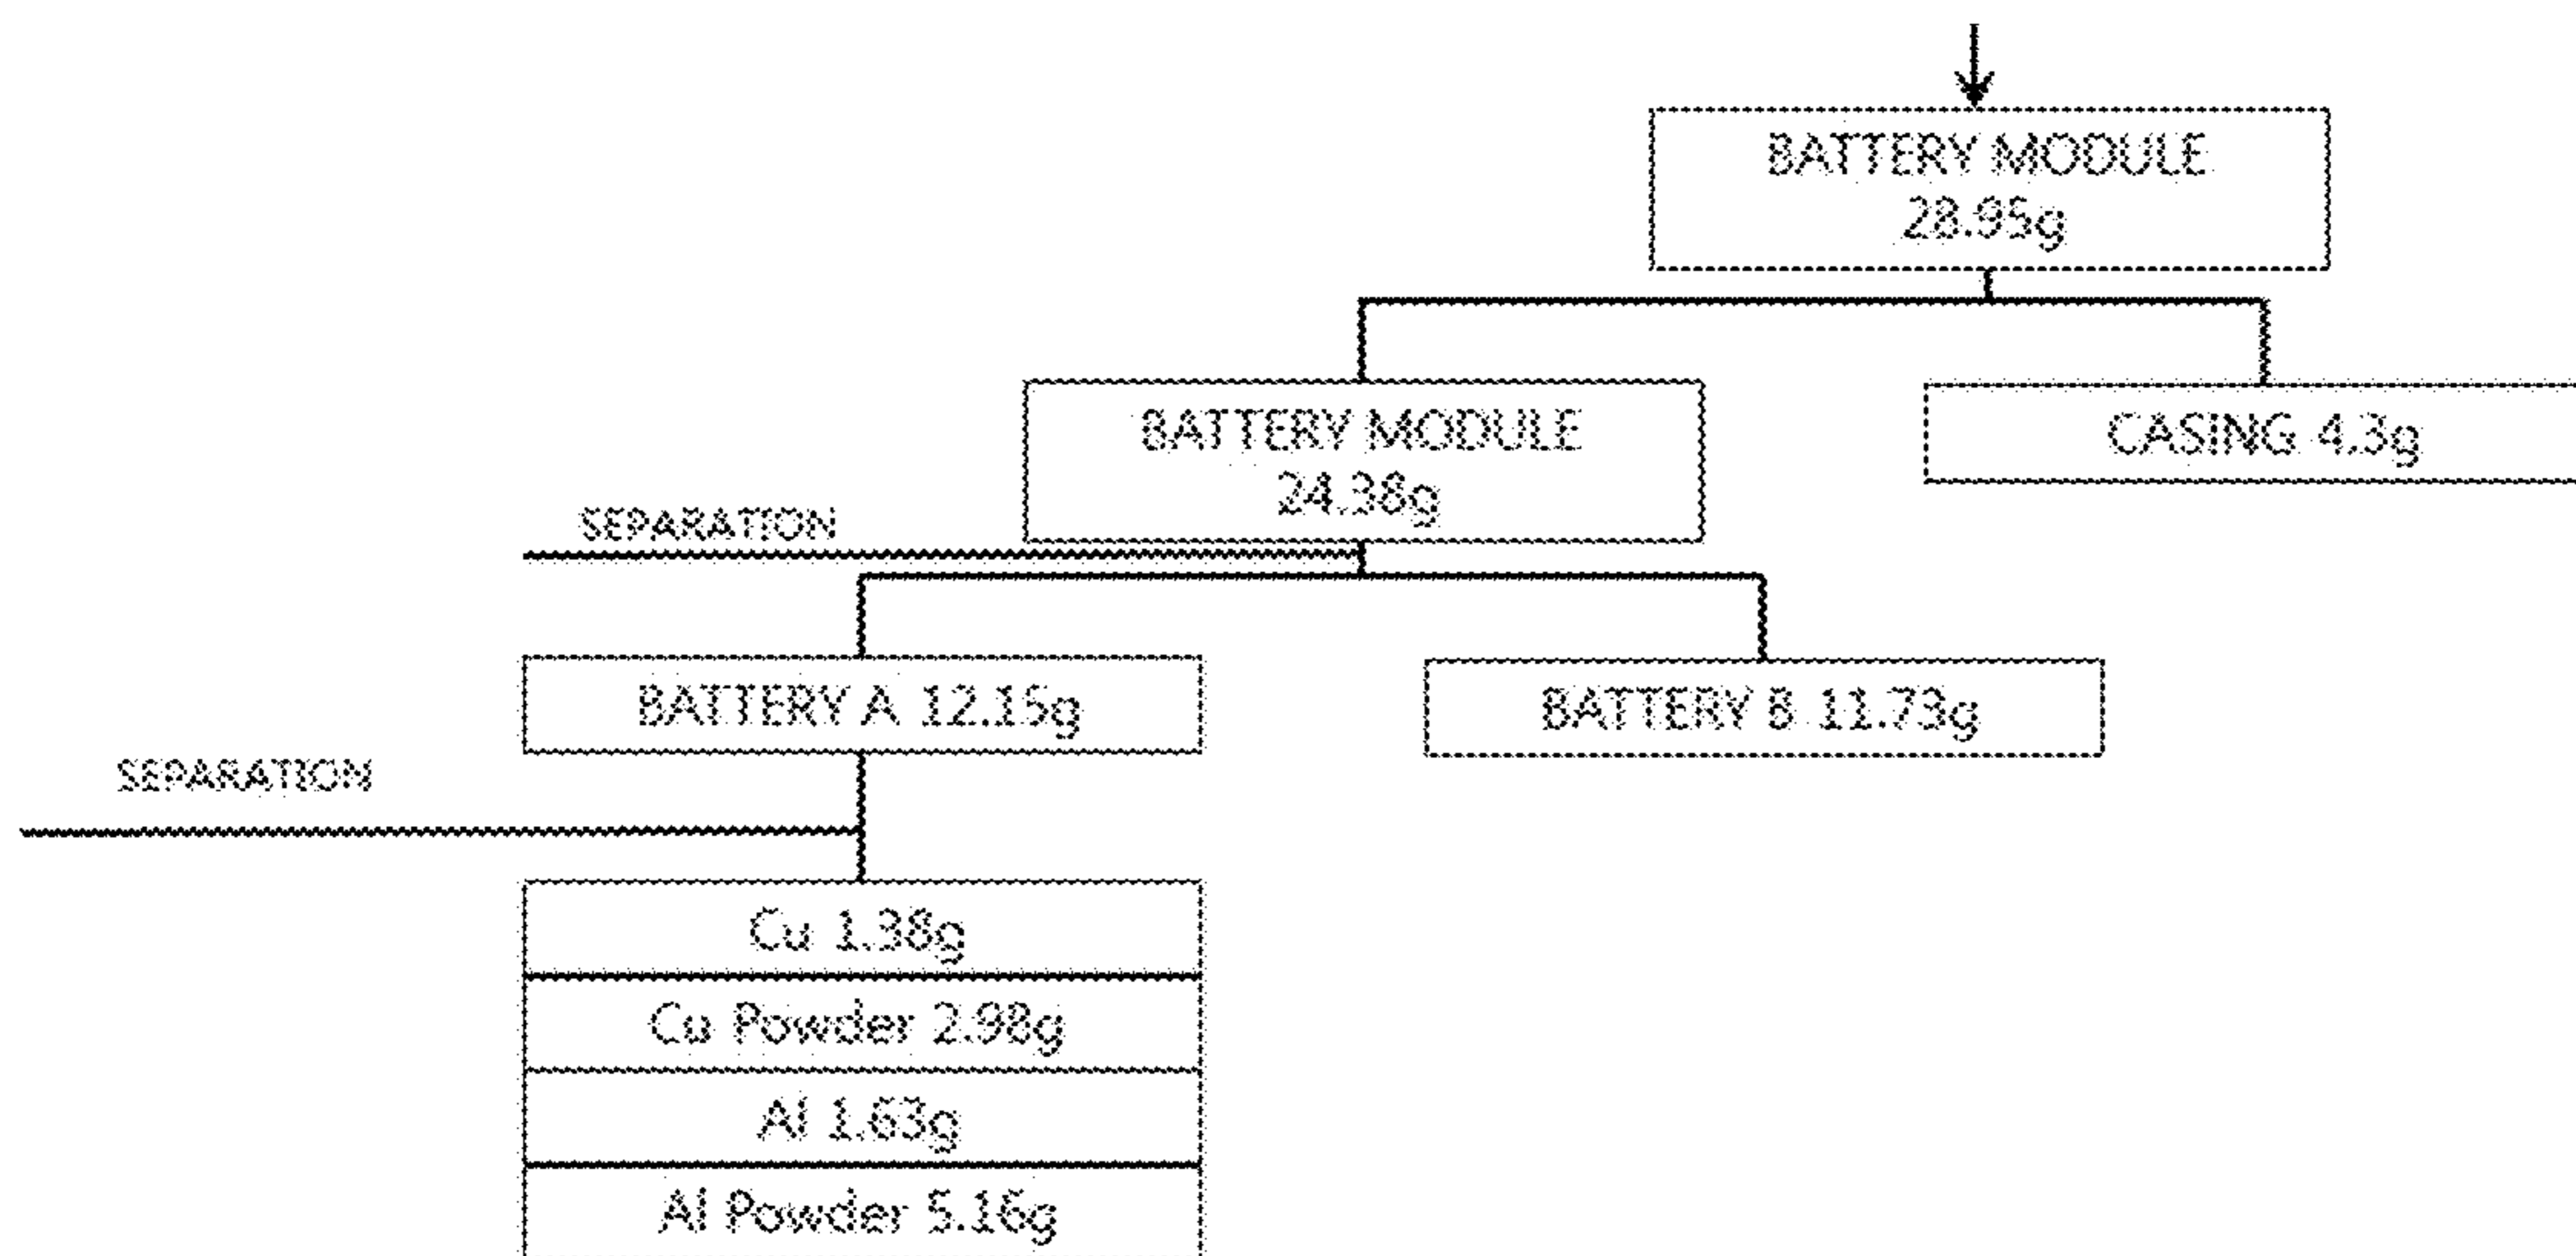 BATTERY MODULE
28.95g
BATTERY MODULE
24.38g
CASING 4.3g
SEPARATION
BATTERY A 12.15g
BATTERY B 11.73g
SEPARATION
Cu 1.38g
Cu Powder 2.98g
Al 1.63g
Al Powder 5.16g